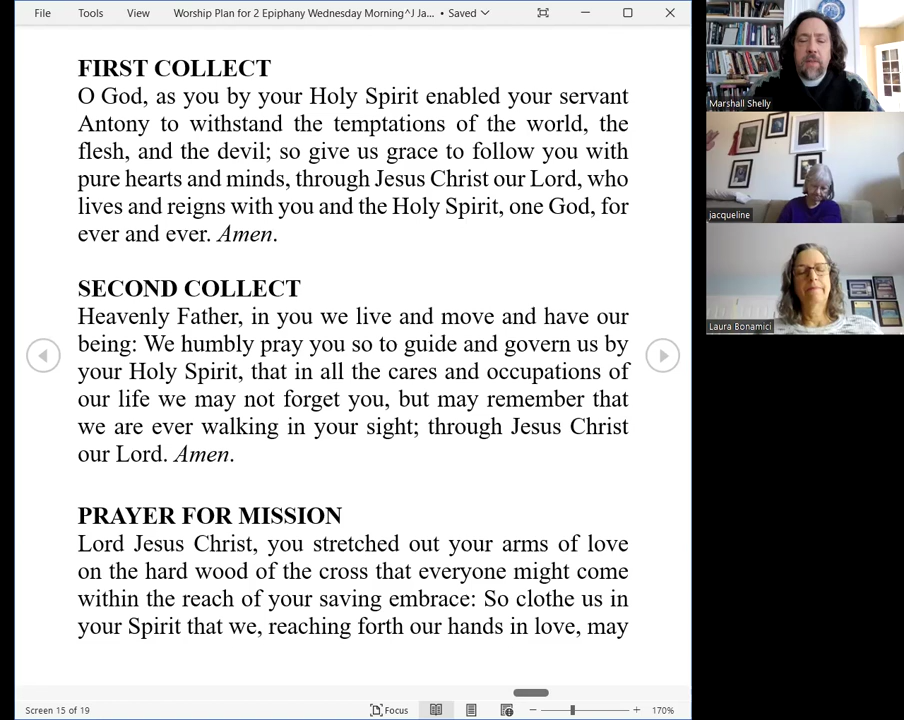 File Tools View Worship Plan for 2 Epiphany Wednesday Morning^J Ja... • Saved
FIRST COLLECT
O God, as you by your Holy Spirit enabled your servant
Antony to withstand the temptations of the world, the
flesh, and the devil; so give us grace to follow you with
pure hearts and minds, through Jesus Christ our Lord, who
lives and reigns with you and the Holy Spirit, one God, for
ever and ever. Amen.
SECOND COLLECT
Heavenly Father, in you we live and move and have our
being: We humbly pray you so to guide and govern us by
your Holy Spirit, that in all the cares and occupations of
our life we may not forget you, but may remember that
we are ever walking in your sight; through Jesus Christ
our Lord. Amen.
PRAYER FOR MISSION
Lord Jesus Christ, you stretched out your arms of love
on the hard wood of the cross that everyone might come
within the reach of your saving embrace: So clothe us in
your Spirit that we, reaching forth our hands in love, may
Screen 15 of 19 Focus 170%
Marshall Shelly
jacqueline
Laura Bonamici